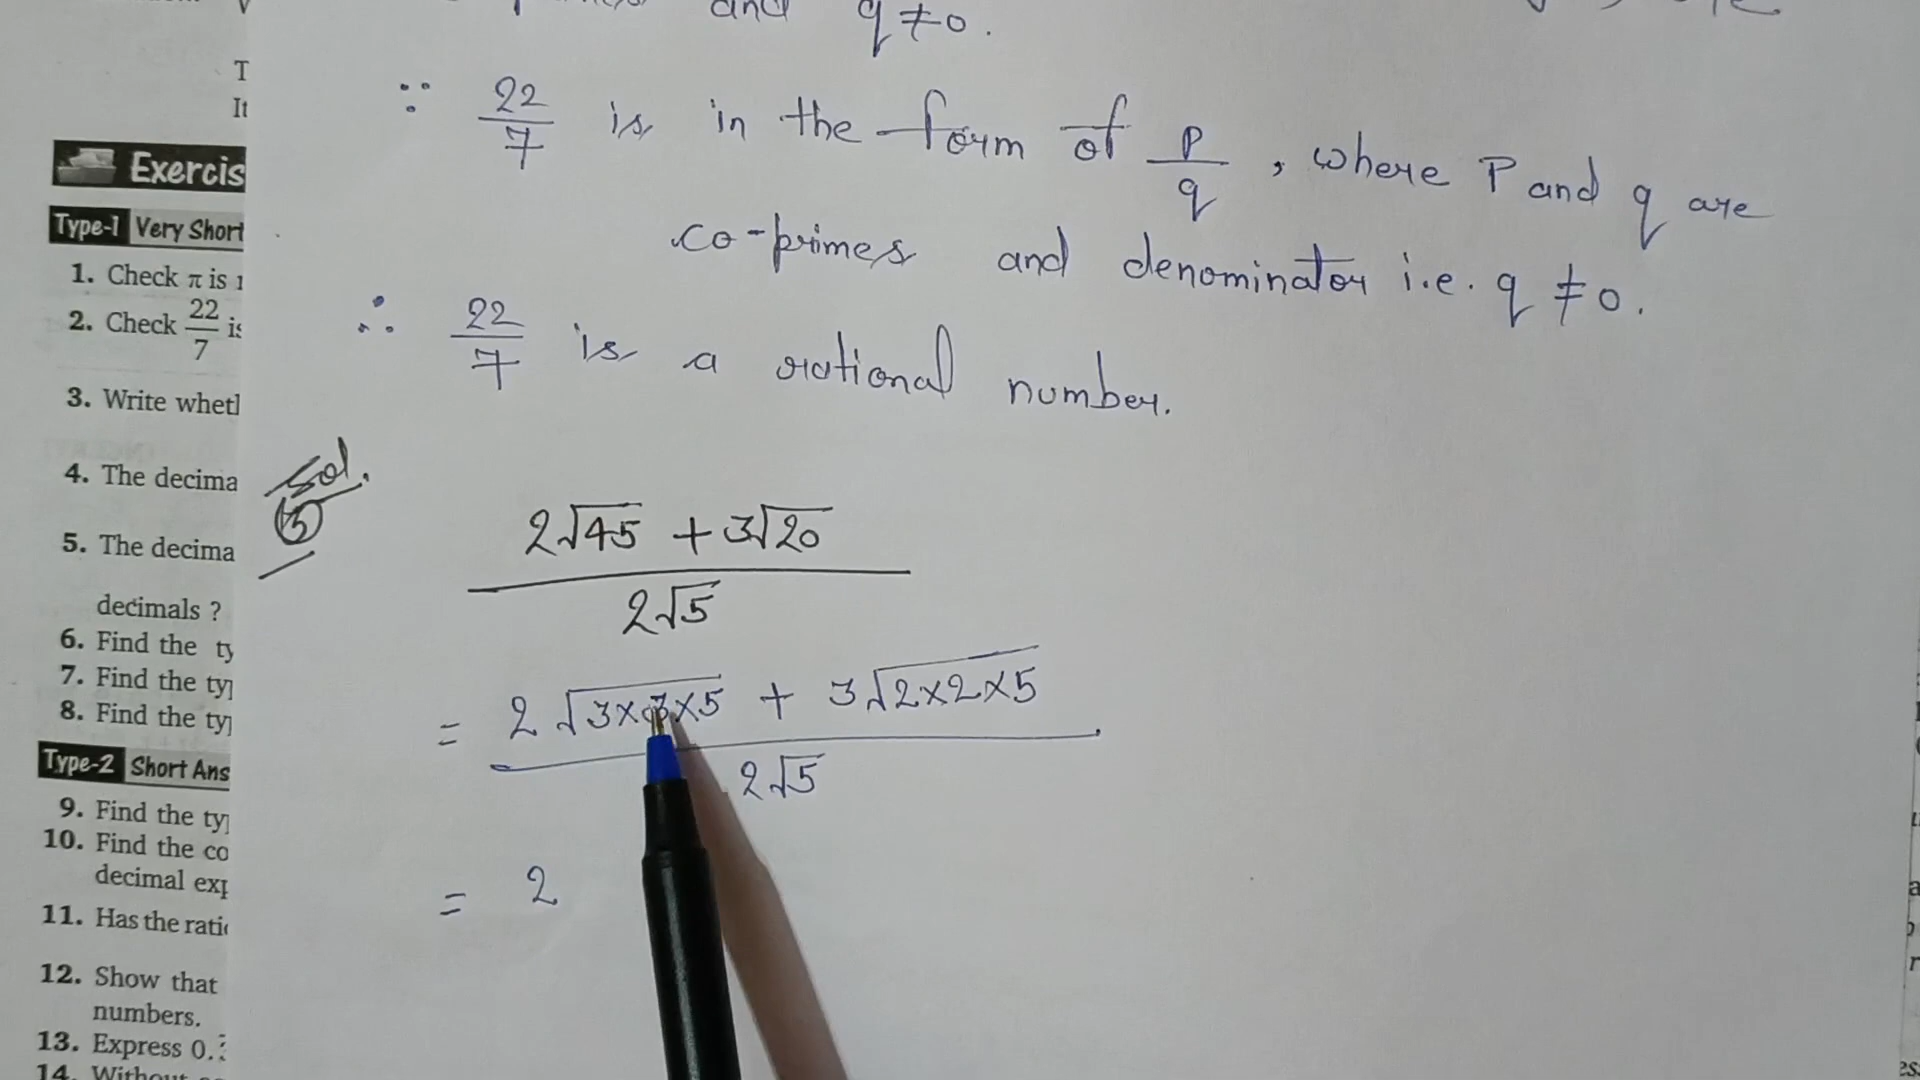 and q ≠ 0.
∵ 22/7 is in the form of P/q, where P and q are
co-primes and denominator i.e. q ≠ 0.
∴ 22/7 is a rational number.
Sol.
2√45 + 3√20
2√5
= 2√3×3×5 + 3√2×2×5
2√5
= 2
T
It
Exercis
Type-1 Very Short
1. Check π is
2. Check 22/7 is
3. Write whet
4. The decima
5. The decima
decimals ?
6. Find the ty
7. Find the ty
8. Find the ty
Type-2 Short Ans
9. Find the ty
10. Find the co
decimal exp
11. Has the rati
12. Show that
numbers.
13. Express 0.
14. Without